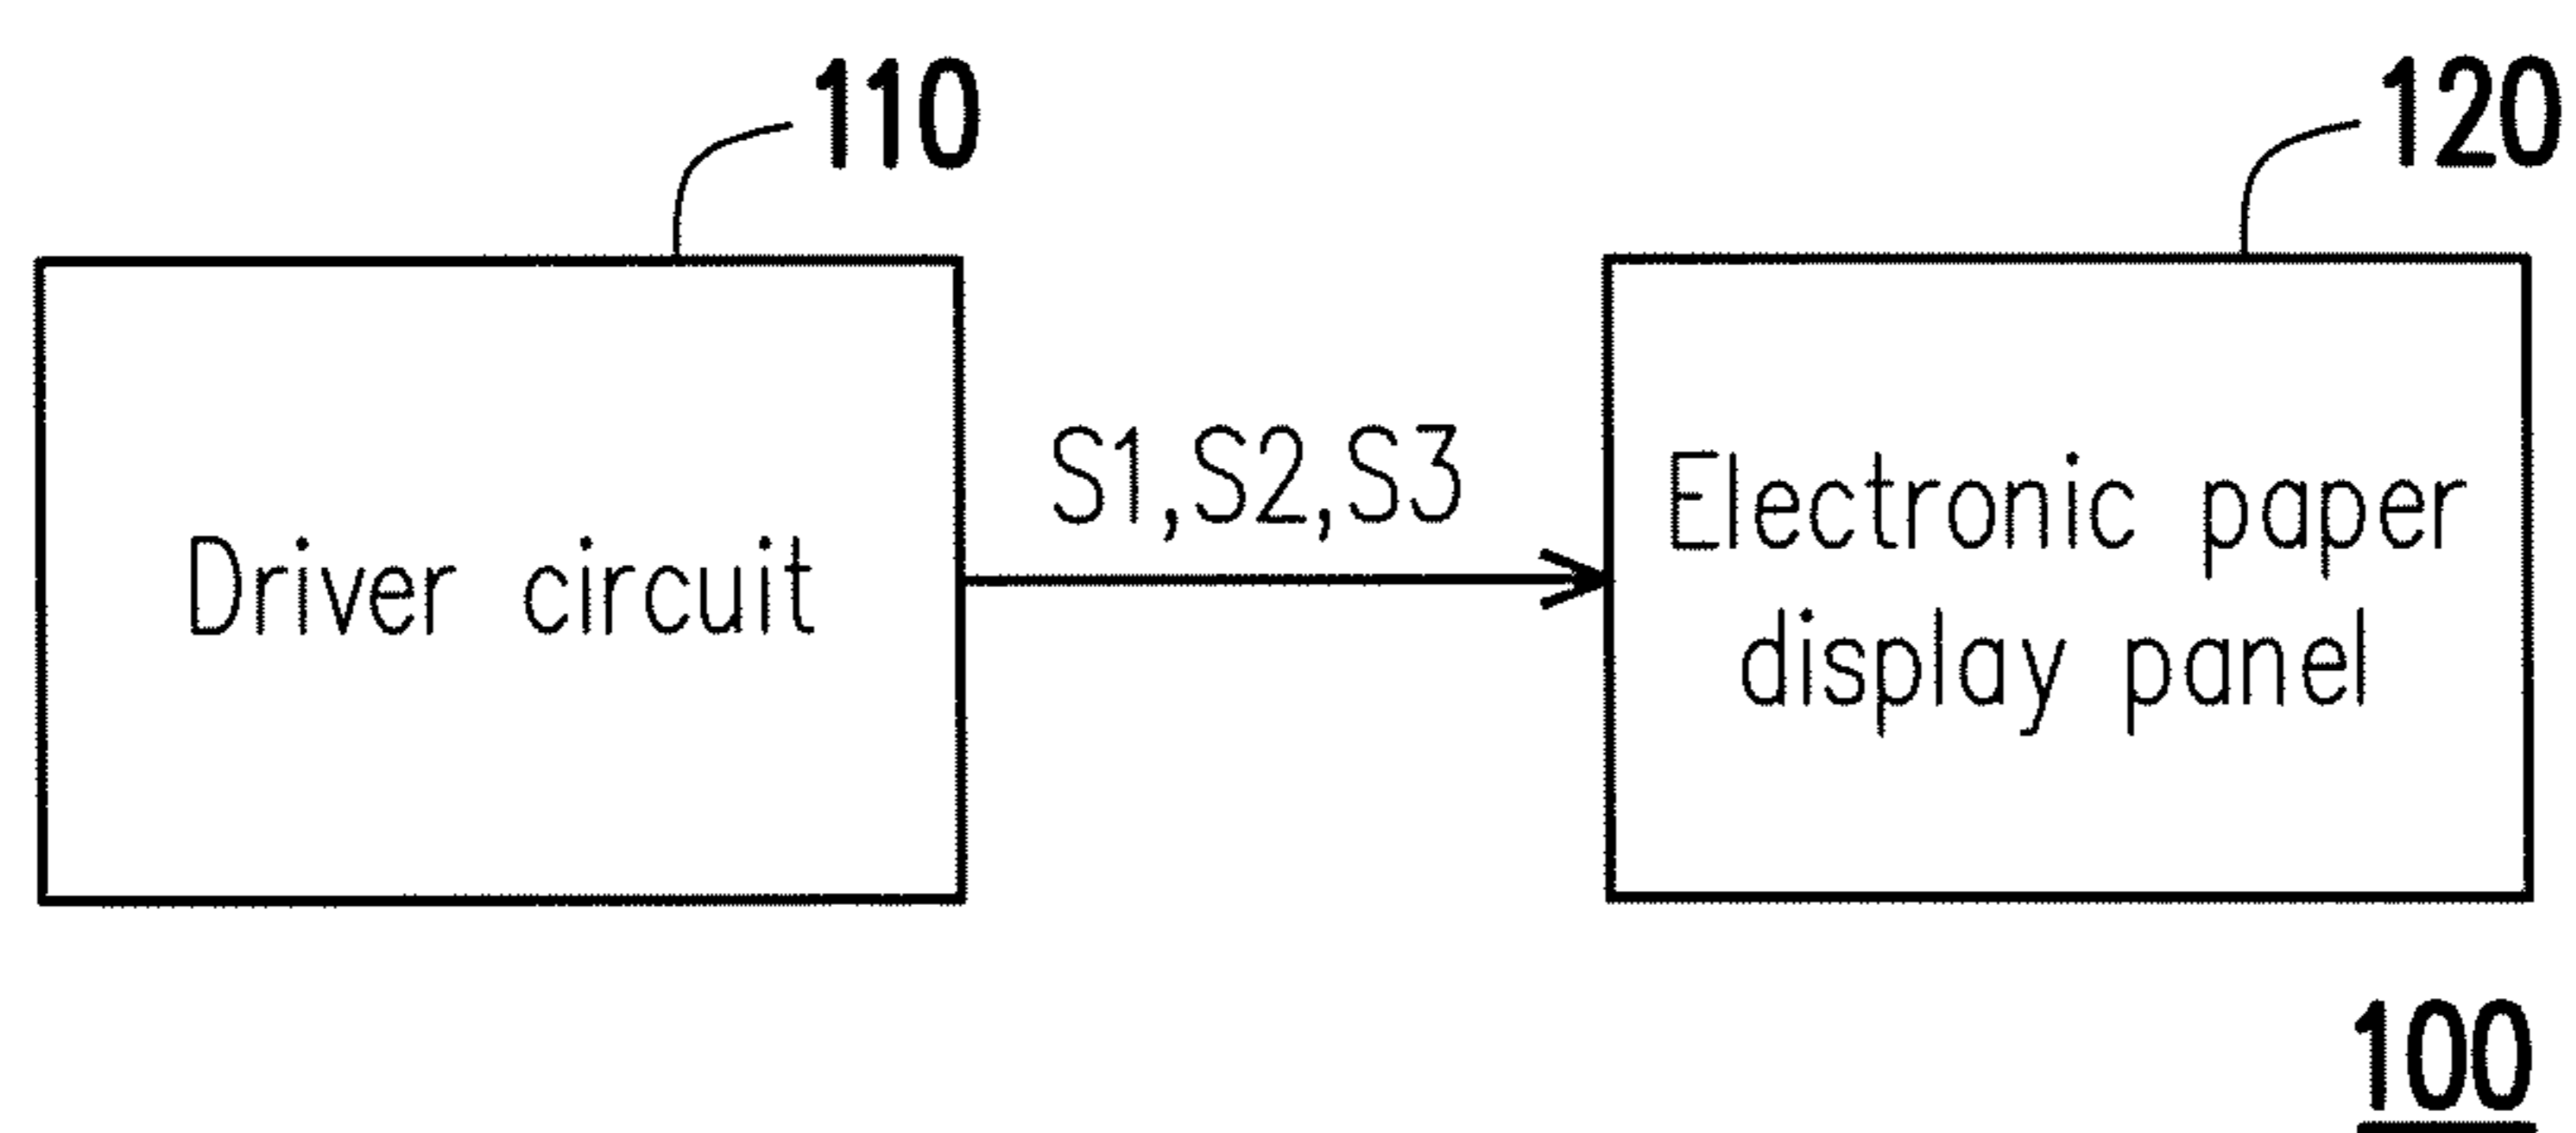 110
120
Driver circuit
S1,S2,S3
Electronic paper
display panel
100